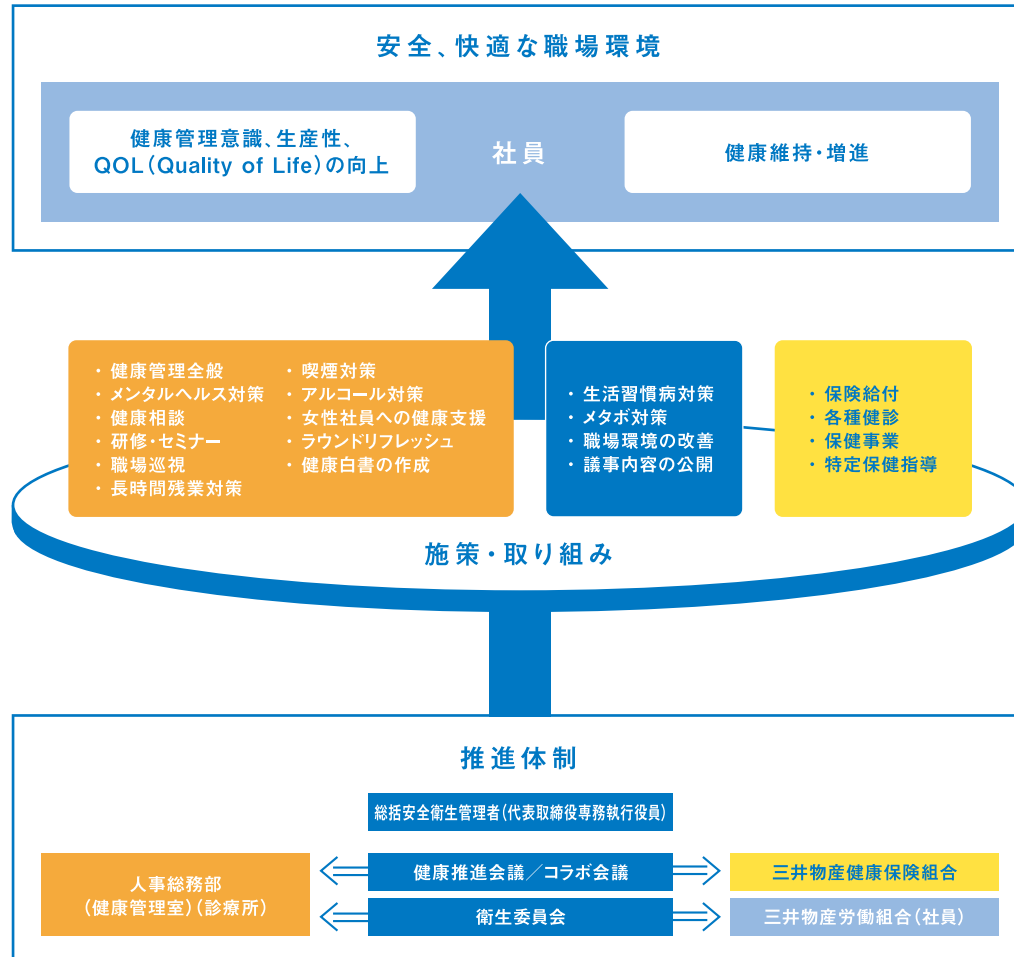 安全、快適な職場環境
健康管理意識、生産性、
QOL(Quality of Life)の向上
社員
健康維持・増進
・健康管理全般
・メンタルヘルス対策
・健康相談
・研修・セミナー
・職場巡視
・長時間残業対策
・喫煙対策
・アルコール対策
・女性社員への健康支援
・ラウンドリフレッシュ
・健康白書の作成
・生活習慣病対策
・メタボ対策
・職場環境の改善
・議事内容の公開
・保険給付
・各種健診
・保健事業
・特定保健指導
施策・取り組み
推進体制
総括安全衛生管理者(代表取締役専務執行役員)
人事総務部
(健康管理室)(診療所)
健康推進会議/コラボ会議
三井物産健康保険組合
衛生委員会
三井物産労働組合(社員)